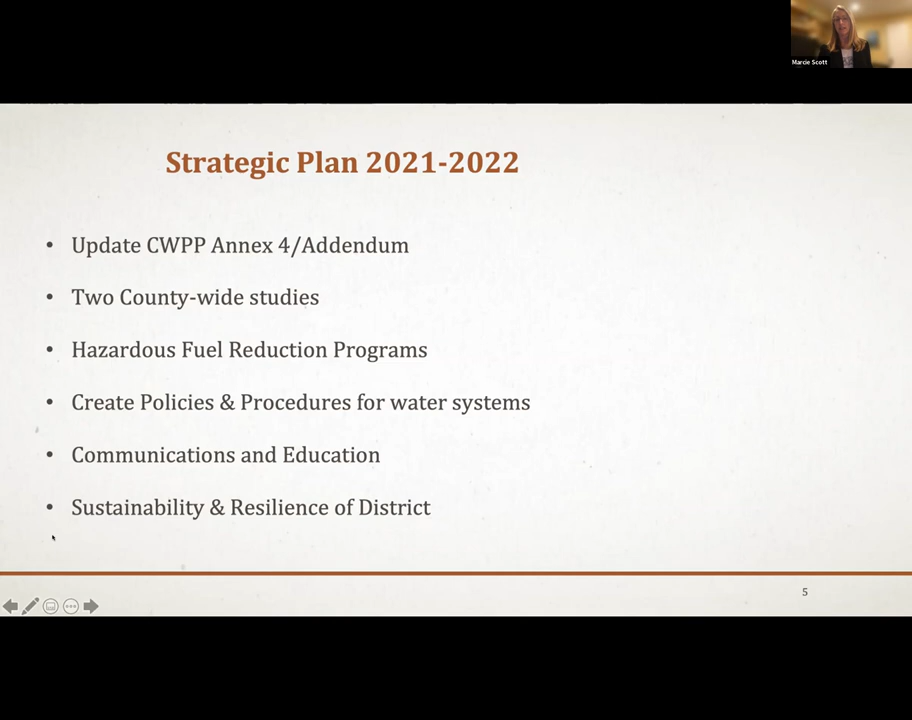 Marcie Scott
Strategic Plan 2021-2022
• Update CWPP Annex 4/Addendum
• Two County-wide studies
• Hazardous Fuel Reduction Programs
• Create Policies & Procedures for water systems
• Communications and Education
• Sustainability & Resilience of District
5